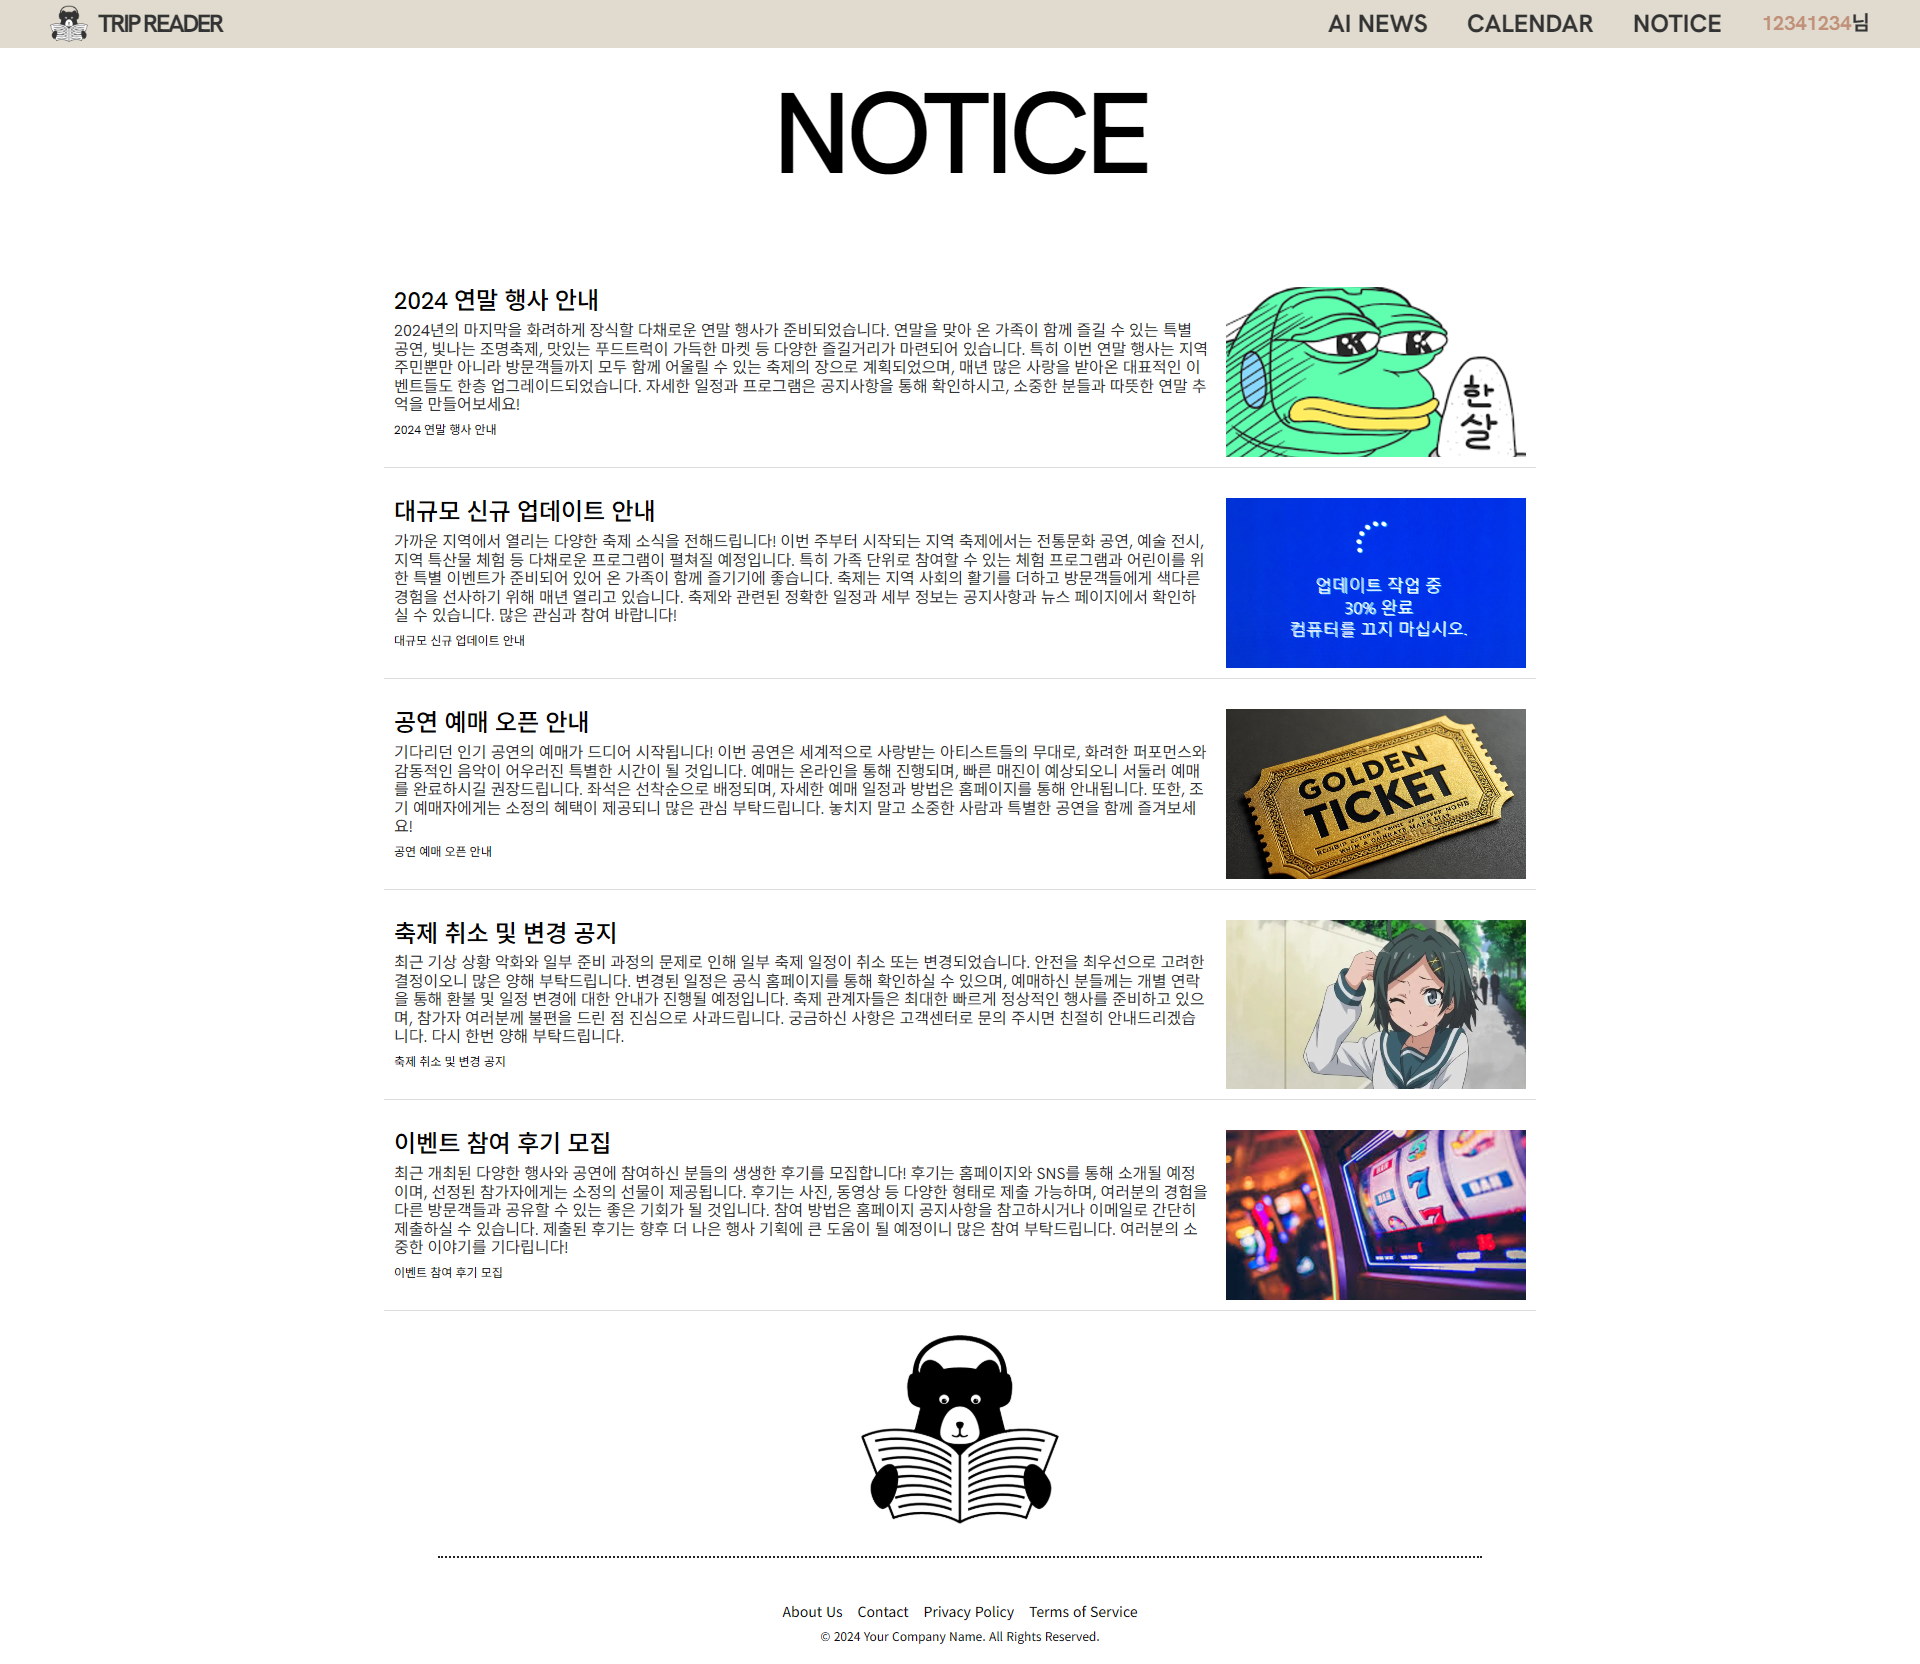 TRIP READER
AI NEWS
CALENDAR
NOTICE
12341234님
NOTICE
2024 연말 행사 안내
2024년의 마지막을 화려하게 장식할 다채로운 연말 행사가 준비되었습니다. 연말을 맞아 온 가족이 함께 즐길 수 있는 특별
공연, 빛나는 조명축제, 맛있는 푸드트럭이 가득한 마켓 등 다양한 즐길거리가 마련되어 있습니다. 특히 이번 연말 행사는 지역
주민뿐만 아니라 방문객들까지 모두 함께 어울릴 수 있는 축제의 장으로 계획되었으며, 매년 많은 사랑을 받아온 대표적인 이
벤트들도 한층 업그레이드되었습니다. 자세한 일정과 프로그램은 공지사항을 통해 확인하시고, 소중한 분들과 따뜻한 연말 추
억을 만들어보세요!
2024 연말 행사 안내
한
살
대규모 신규 업데이트 안내
가까운 지역에서 열리는 다양한 축제 소식을 전해드립니다! 이번 주부터 시작되는 지역 축제에서는 전통문화 공연, 예술 전시,
지역 특산물 체험 등 다채로운 프로그램이 펼쳐질 예정입니다. 특히 가족 단위로 참여할 수 있는 체험 프로그램과 어린이를 위
한 특별 이벤트가 준비되어 있어 온 가족이 함께 즐기기에 좋습니다. 축제는 지역 사회의 활기를 더하고 방문객들에게 색다른
경험을 선사하기 위해 매년 열리고 있습니다. 축제와 관련된 정확한 일정과 세부 정보는 공지사항과 뉴스 페이지에서 확인하
실 수 있습니다. 많은 관심과 참여 바랍니다!
대규모 신규 업데이트 안내
업데이트 작업 중
30% 완료
컴퓨터를 끄지 마십시오.
공연 예매 오픈 안내
기다리던 인기 공연의 예매가 드디어 시작됩니다! 이번 공연은 세계적으로 사랑받는 아티스트들의 무대로, 화려한 퍼포먼스와
감동적인 음악이 어우러진 특별한 시간이 될 것입니다. 예매는 온라인을 통해 진행되며, 빠른 매진이 예상되오니 서둘러 예매
를 완료하시길 권장드립니다. 좌석은 선착순으로 배정되며, 자세한 예매 일정과 방법은 홈페이지를 통해 안내됩니다. 또한, 조
기 예매자에게는 소정의 혜택이 제공되니 많은 관심 부탁드립니다. 놓치지 말고 소중한 사람과 특별한 공연을 함께 즐겨보세
요!
공연 예매 오픈 안내
GOLDEN
TICKET
축제 취소 및 변경 공지
최근 기상 상황 악화와 일부 준비 과정의 문제로 인해 일부 축제 일정이 취소 또는 변경되었습니다. 안전을 최우선으로 고려한
결정이오니 많은 양해 부탁드립니다. 변경된 일정은 공식 홈페이지를 통해 확인하실 수 있으며, 예매하신 분들께는 개별 연락
을 통해 환불 및 일정 변경에 대한 안내가 진행될 예정입니다. 축제 관계자들은 최대한 빠르게 정상적인 행사를 준비하고 있으
며, 참가자 여러분께 불편을 드린 점 진심으로 사과드립니다. 궁금하신 사항은 고객센터로 문의 주시면 친절히 안내드리겠습
니다. 다시 한번 양해 부탁드립니다.
축제 취소 및 변경 공지
이벤트 참여 후기 모집
최근 개최된 다양한 행사와 공연에 참여하신 분들의 생생한 후기를 모집합니다! 후기는 홈페이지와 SNS를 통해 소개될 예정
이며, 선정된 참가자에게는 소정의 선물이 제공됩니다. 후기는 사진, 동영상 등 다양한 형태로 제출 가능하며, 여러분의 경험을
다른 방문객들과 공유할 수 있는 좋은 기회가 될 것입니다. 참여 방법은 홈페이지 공지사항을 참고하시거나 이메일로 간단히
제출하실 수 있습니다. 제출된 후기는 향후 더 나은 행사 기획에 큰 도움이 될 예정이니 많은 참여 부탁드립니다. 여러분의 소
중한 이야기를 기다립니다!
이벤트 참여 후기 모집
BAR 7 BAR
7
About Us Contact Privacy Policy Terms of Service
© 2024 Your Company Name. All Rights Reserved.